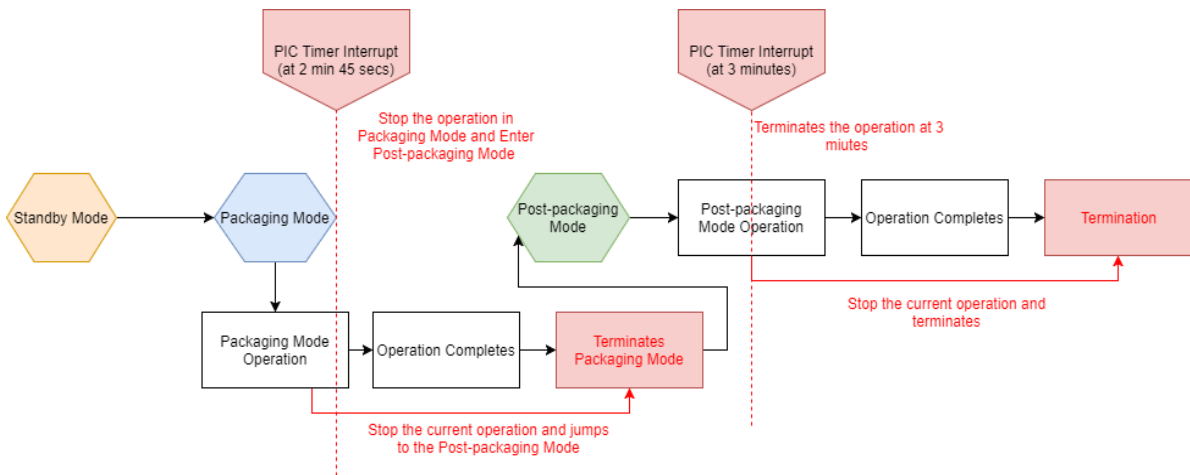 PIC Timer Interrupt
(at 2 min 45 secs)
PIC Timer Interrupt
(at 3 minutes)
Stop the operation in
Packaging Mode and Enter
Post-packaging Mode
Terminates the operation at 3
miutes
Standby Mode
Packaging Mode
Post-packaging
Mode
Post-packaging
Mode Operation
Operation Completes
Termination
Stop the current operation and
terminates
Packaging Mode
Operation
Operation Completes
Terminates
Packaging Mode
Stop the current operation and jumps
to the Post-packaging Mode